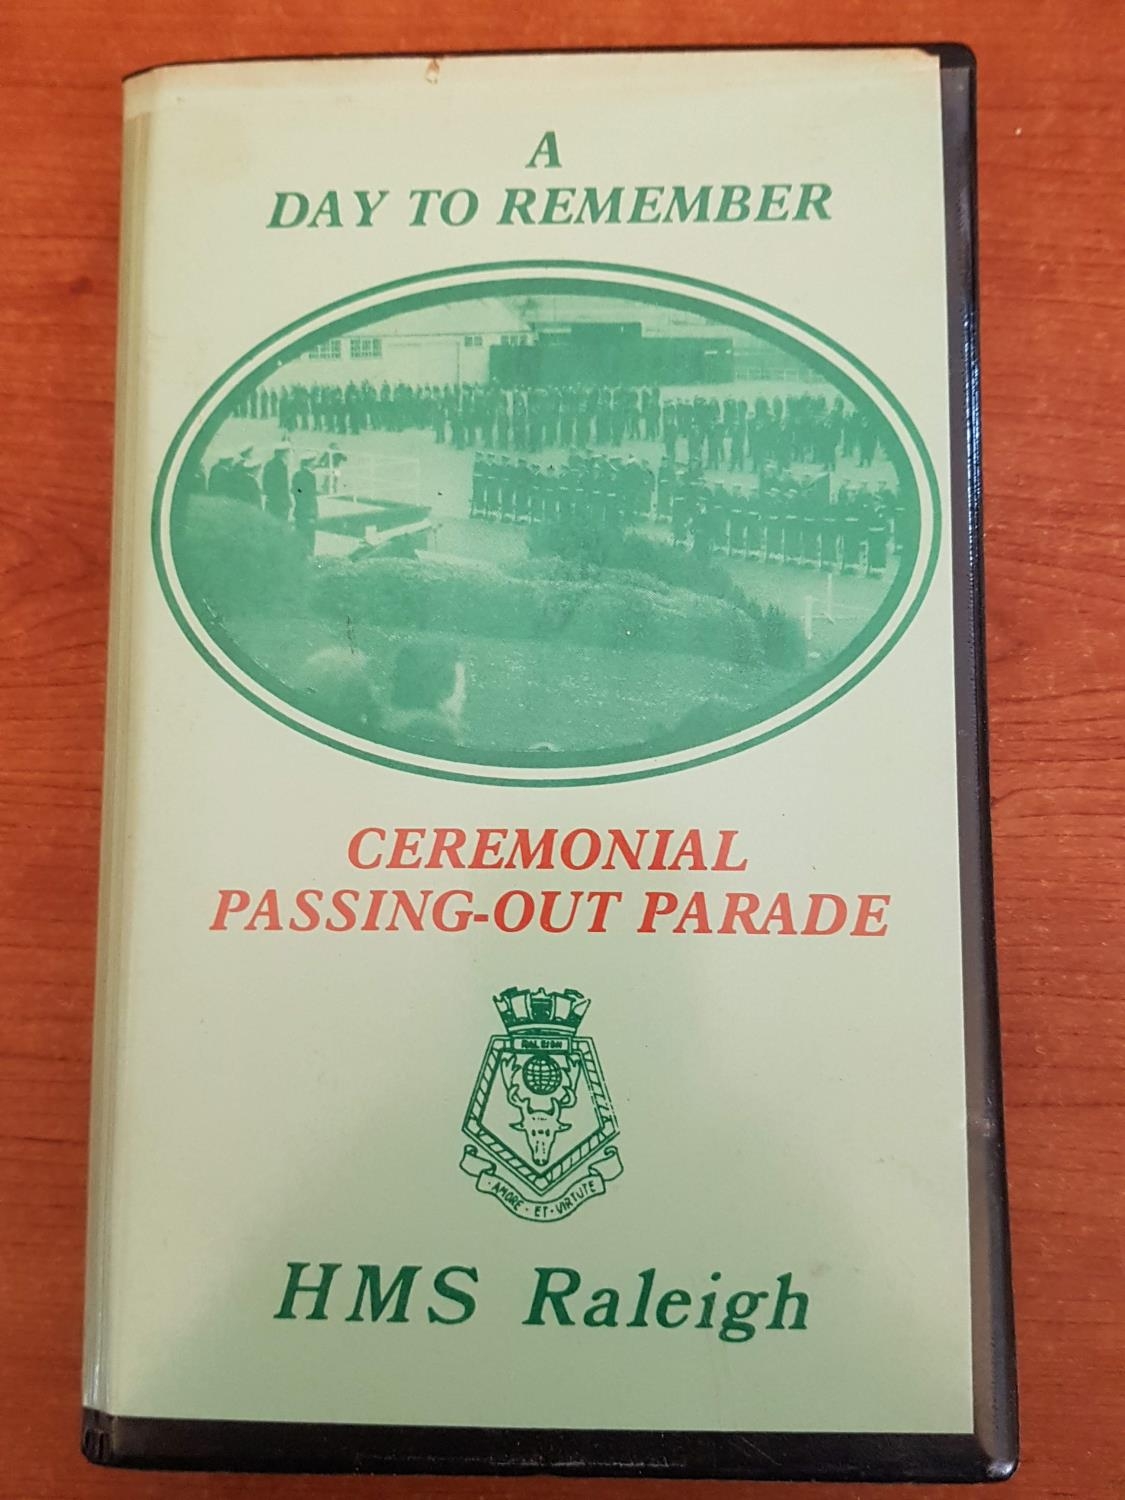 A
DAY TO REMEMBER
CEREMONIAL
PASSING-OUT PARADE
RALEIGH
· AMORE · ET · VIRTUTE
HMS Raleigh